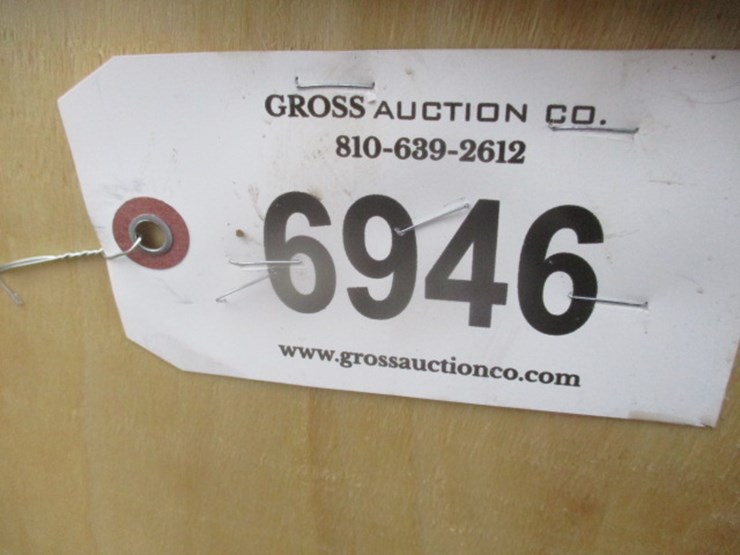 GROSS AUCTION CO.
810-639-2612
6946
www.grossauctionco.com